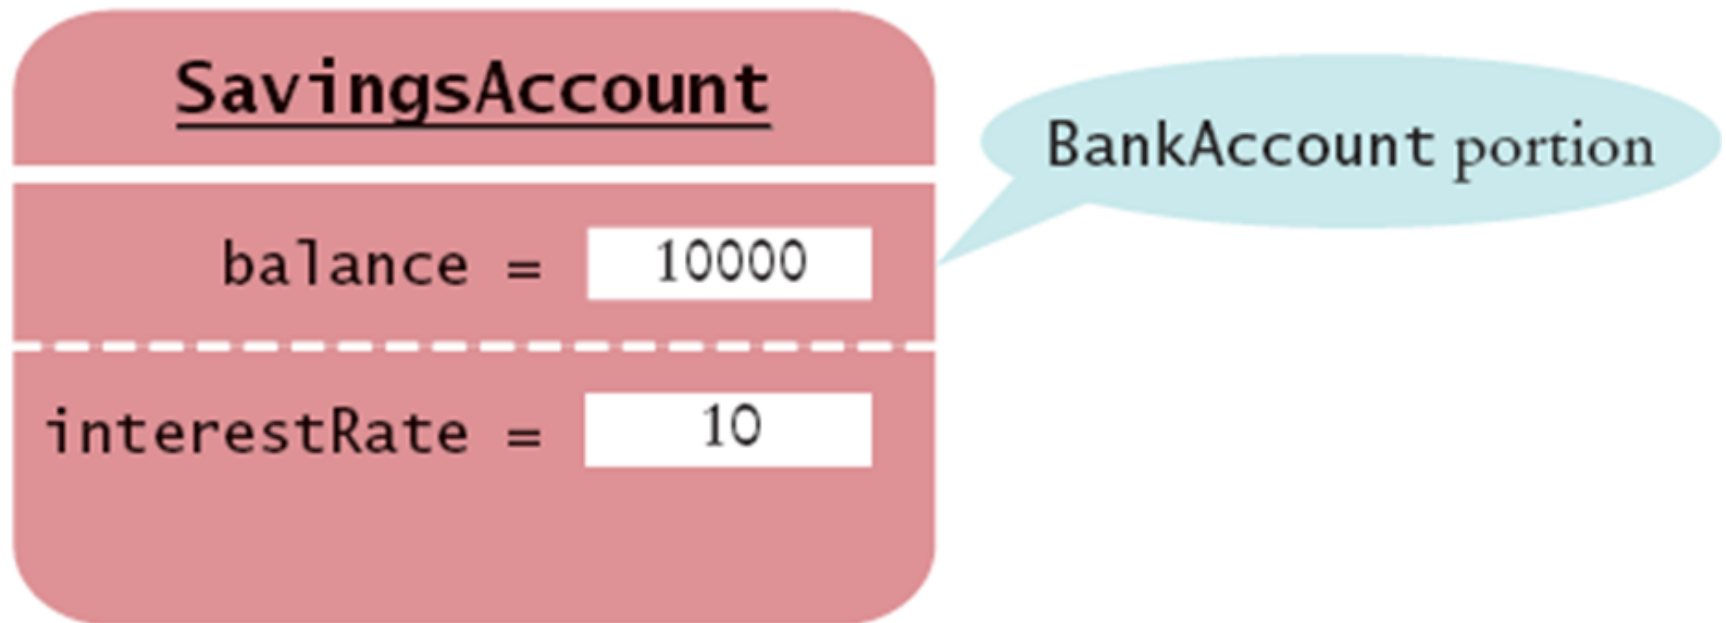 SavingsAccount
BankAccount portion
balance = 10000
interestRate = 10